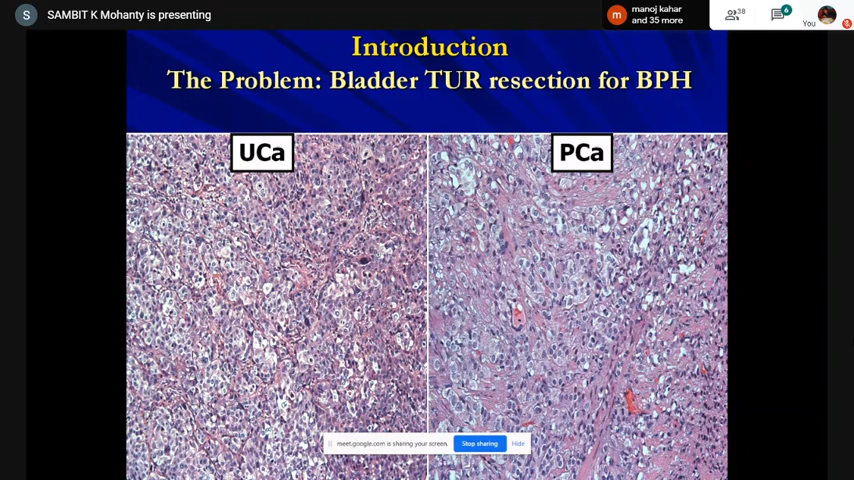 S SAMBIT K Mohanty is presenting
m manoj kahar
and 35 more
38
6
You
Introduction
The Problem: Bladder TUR resection for BPH
UCa
PCa
meet.google.com is sharing your screen.
Stop sharing
Hide